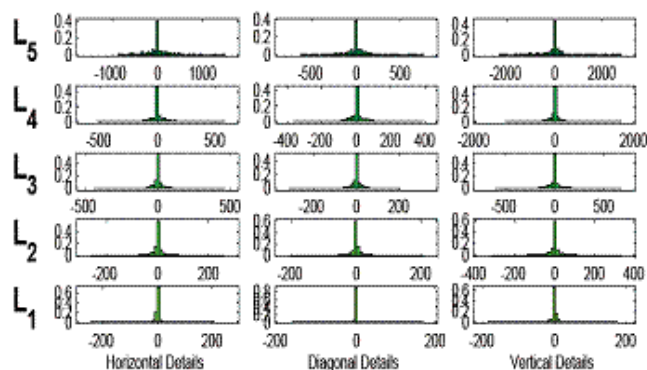 L5 0.4 0.2 0 -1000 0 1000 0.4 0.2 0 -500 0 500 0.4 0.2 0 -2000 0 2000
L4 0.4 0.2 0 -500 0 500 0.4 0.2 0 -400 -200 0 200 400 0.4 0.2 0 -2000 0 2000
L3 0.4 0.2 0 -500 0 500 0.4 0.2 0 -200 0 200 0.4 0.2 0 -500 0 500
L2 0.4 0.2 0 -200 0 200 0.6 0.4 0.2 0 -200 0 200 0.6 0.4 0.2 0 -200 0 200 400
L1 0.6 0.4 0.2 0 -200 0 200 0 -200 0 200 0.6 0.4 0.2 0 -200 0 200
Horizontal Details Diagonal Details Vertical Details